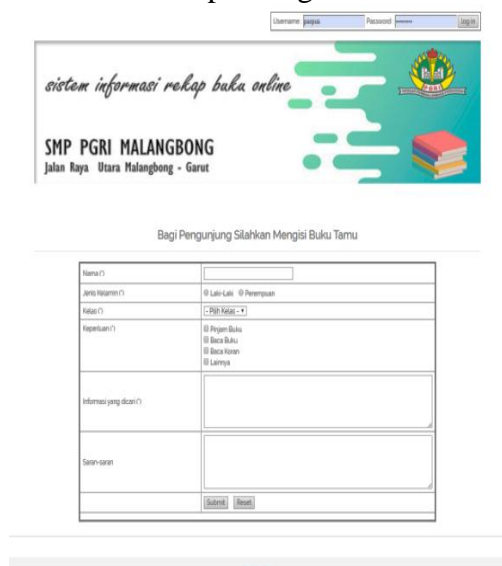 Username: papua Password: •••••••• Log in
sistem informasi rekap buku online
PGRI
SMP PGRI MALANGBONG
Jalan Raya Utara Malangbong - Garut
Bagi Pengunjung Silahkan Mengisi Buku Tamu
Nama (*)
Jenis Kelamin (*) Laki-Laki Perempuan
Kelas (*) - Pilih Kelas -
Keperluan (*) Pinjam Buku
Baca Buku
Baca Koran
Lainnya
Informasi yang dicari (*)
Saran-saran
Submit Reset